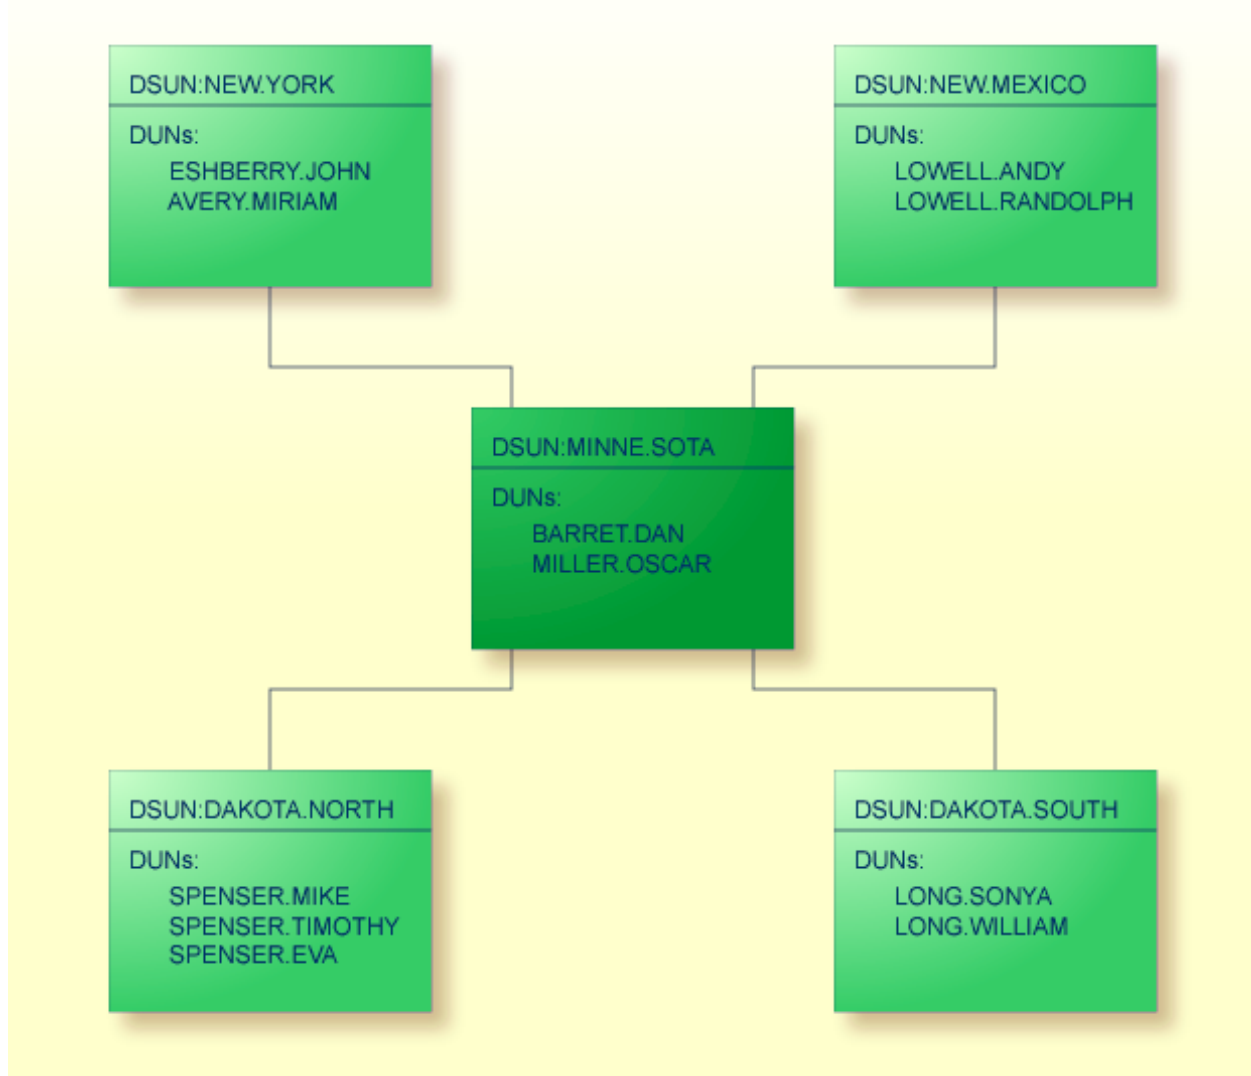 DSUN:NEW.YORK
DUNs:
ESHBERRY.JOHN
AVERY.MIRIAM
DSUN:NEW.MEXICO
DUNs:
LOWELL.ANDY
LOWELL.RANDOLPH
DSUN:MINNE.SOTA
DUNs:
BARRET.DAN
MILLER.OSCAR
DSUN:DAKOTA.NORTH
DUNs:
SPENSER.MIKE
SPENSER.TIMOTHY
SPENSER.EVA
DSUN:DAKOTA.SOUTH
DUNs:
LONG.SONYA
LONG.WILLIAM